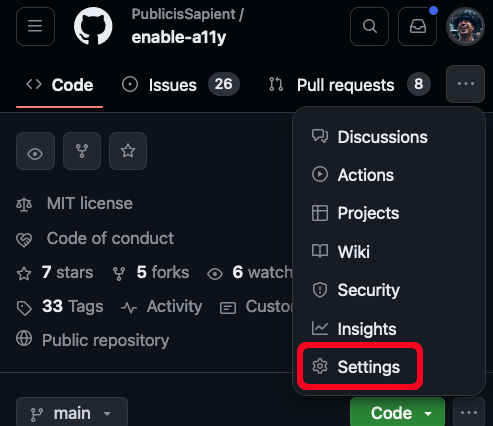 PublicisSapient /
enable-a11y
Code
Issues 26
Pull requests 8
Discussions
Actions
Projects
Wiki
Security
Insights
Settings
MIT license
Code of conduct
7 stars 5 forks 6 watch
33 Tags Activity Custo
Public repository
main
Code